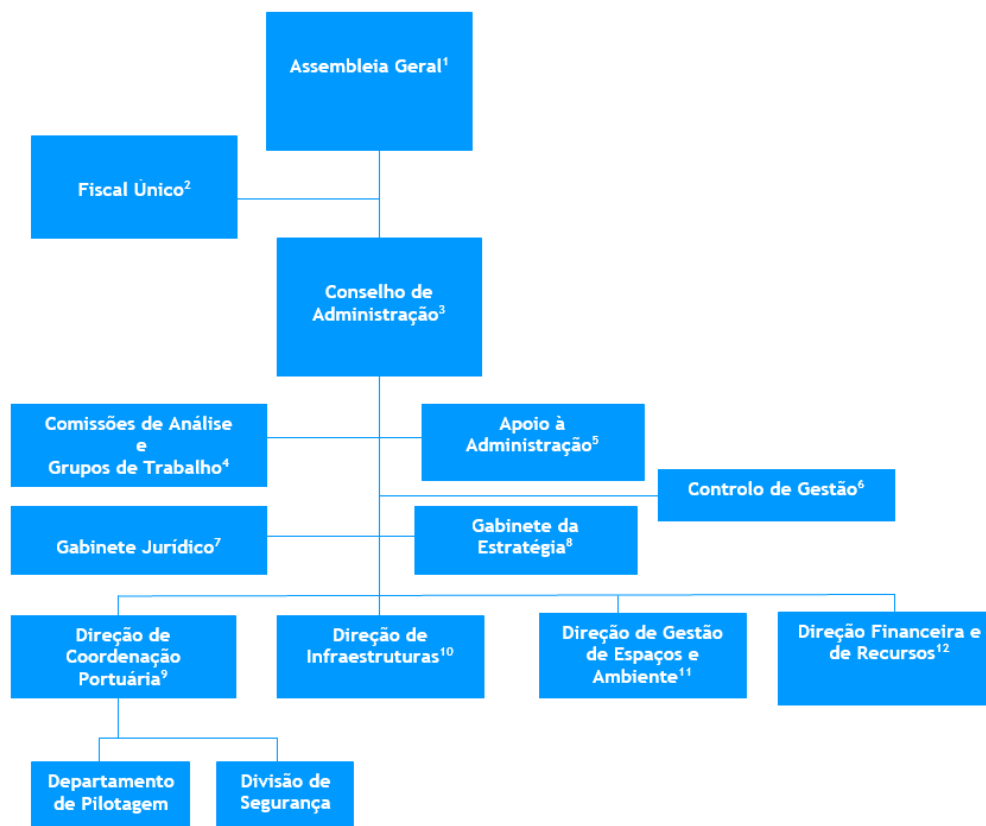 Assembleia Geral¹
Fiscal Único²
Conselho de
Administração³
Comissões de Análise
e
Grupos de Trabalho⁴
Apoio à
Administração⁵
Controlo de Gestão⁶
Gabinete Jurídico⁷
Gabinete da
Estratégia⁸
Direção de
Coordenação
Portuária⁹
Direção de
Infraestruturas¹⁰
Direção de Gestão
de Espaços e
Ambiente¹¹
Direção Financeira e
de Recursos¹²
Departamento
de Pilotagem
Divisão de
Segurança